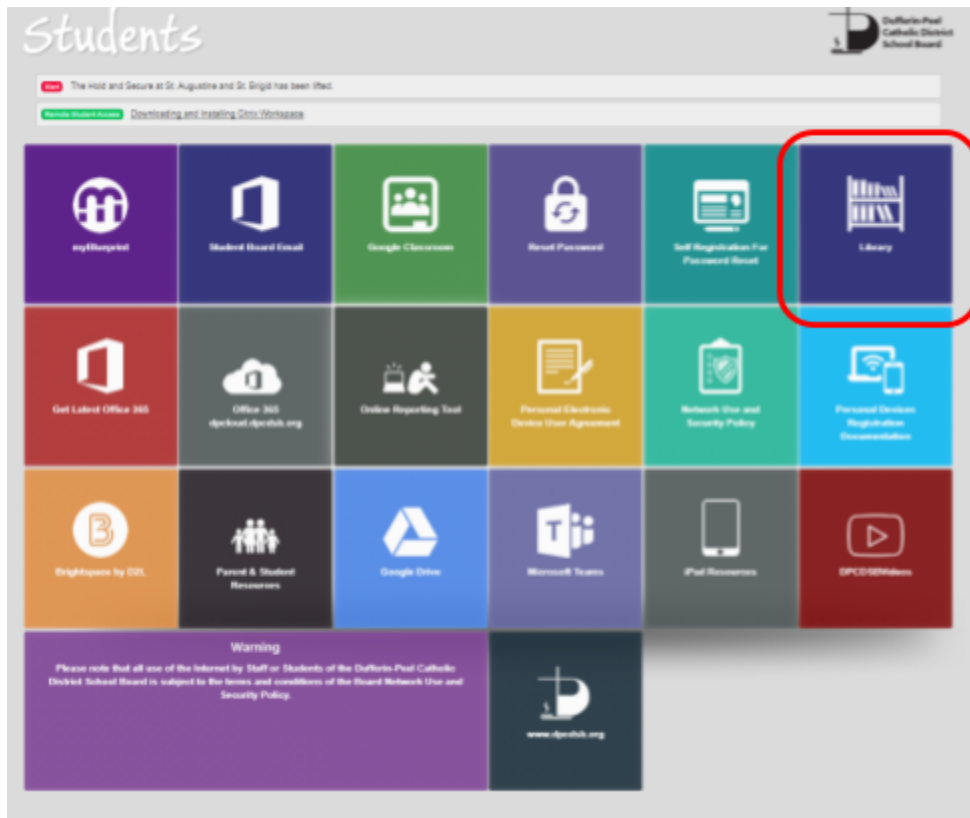 Students
Dufferin-Peel
Catholic District
School Board
Alert The Hold and Secure at St. Augustine and St. Brigid has been lifted.
Remote Student Access Downloading and Installing Citrix Workspace
myBlueprint
Student Board Email
Google Classroom
Reset Password
Self Registration For
Password Reset
Library
Get Latest Office 365
Office 365
dpcloud.dpcdsb.org
Online Reporting Tool
Personal Electronic
Device User Agreement
Network Use and
Security Policy
Personal Devices
Registration
Documentation
B
Brightspace by D2L
Parent & Student
Resources
Google Drive
T
Microsoft Teams
iPad Resources
DPCDSBVideos
Warning
Please note that all use of the Internet by Staff or Students of the Dufferin-Peel Catholic
District School Board is subject to the terms and conditions of the Board Network Use and
Security Policy.
www.dpcdsb.org